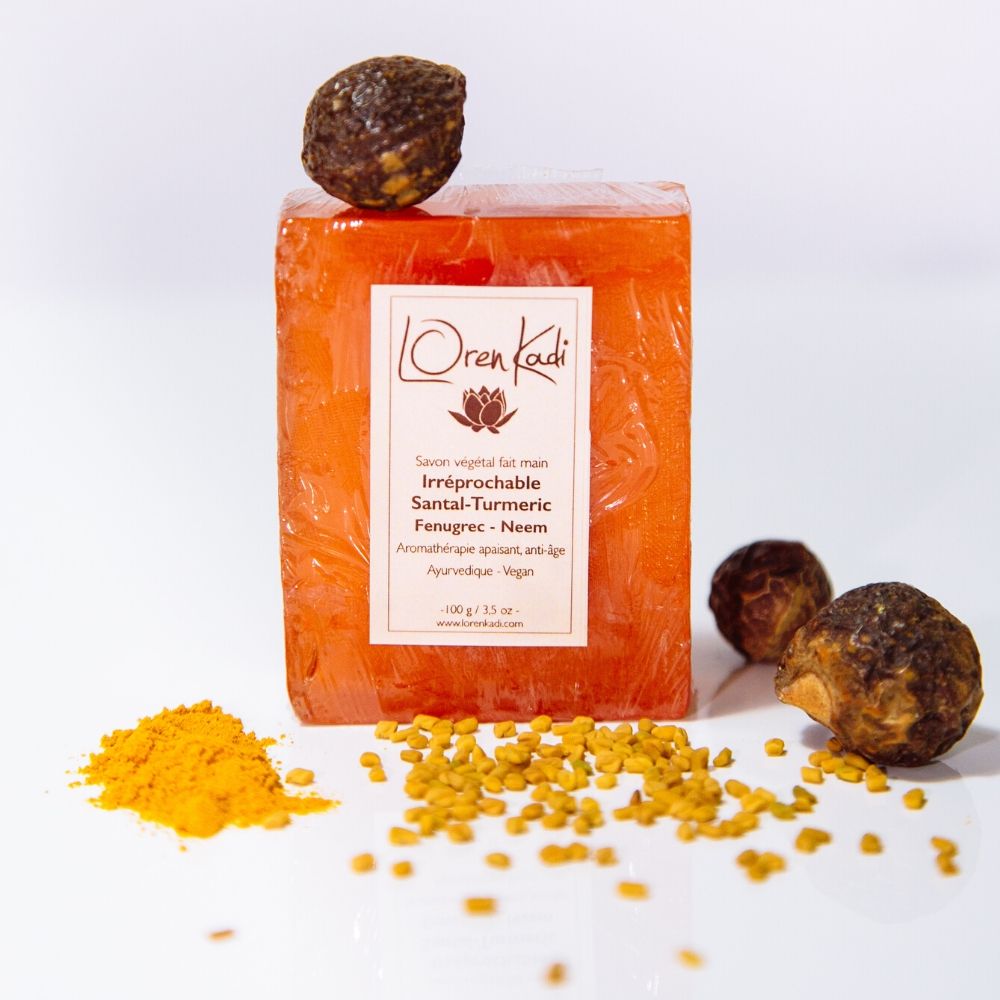 LOren Kadi
Savon végétal fait main
Irréprochable
Santal-Turmeric
Fenugrec - Neem
Aromathérapie apaisant, anti-âge
Ayurvedique - Vegan
-100 g / 3,5 oz -
www.lorenkadi.com